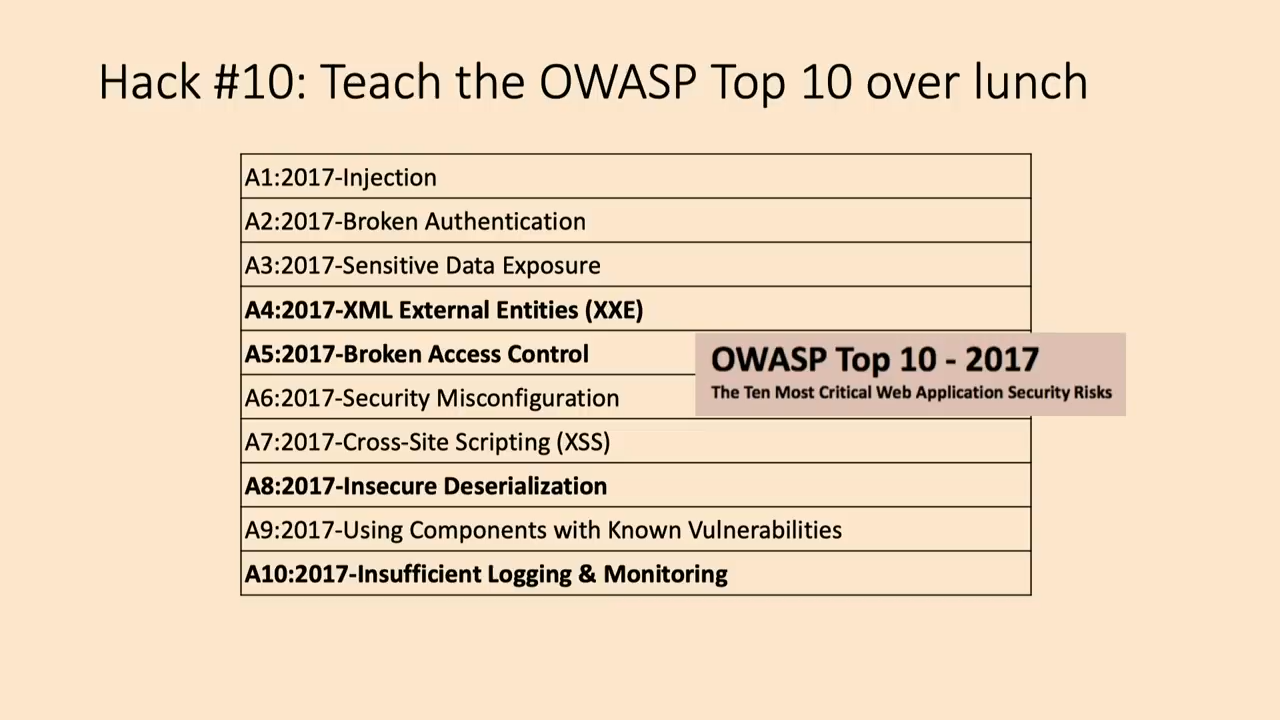 Hack #10: Teach the OWASP Top 10 over lunch
A1:2017-Injection
A2:2017-Broken Authentication
A3:2017-Sensitive Data Exposure
A4:2017-XML External Entities (XXE)
A5:2017-Broken Access Control
A6:2017-Security Misconfiguration
A7:2017-Cross-Site Scripting (XSS)
A8:2017-Insecure Deserialization
A9:2017-Using Components with Known Vulnerabilities
A10:2017-Insufficient Logging & Monitoring
OWASP Top 10 - 2017
The Ten Most Critical Web Application Security Risks